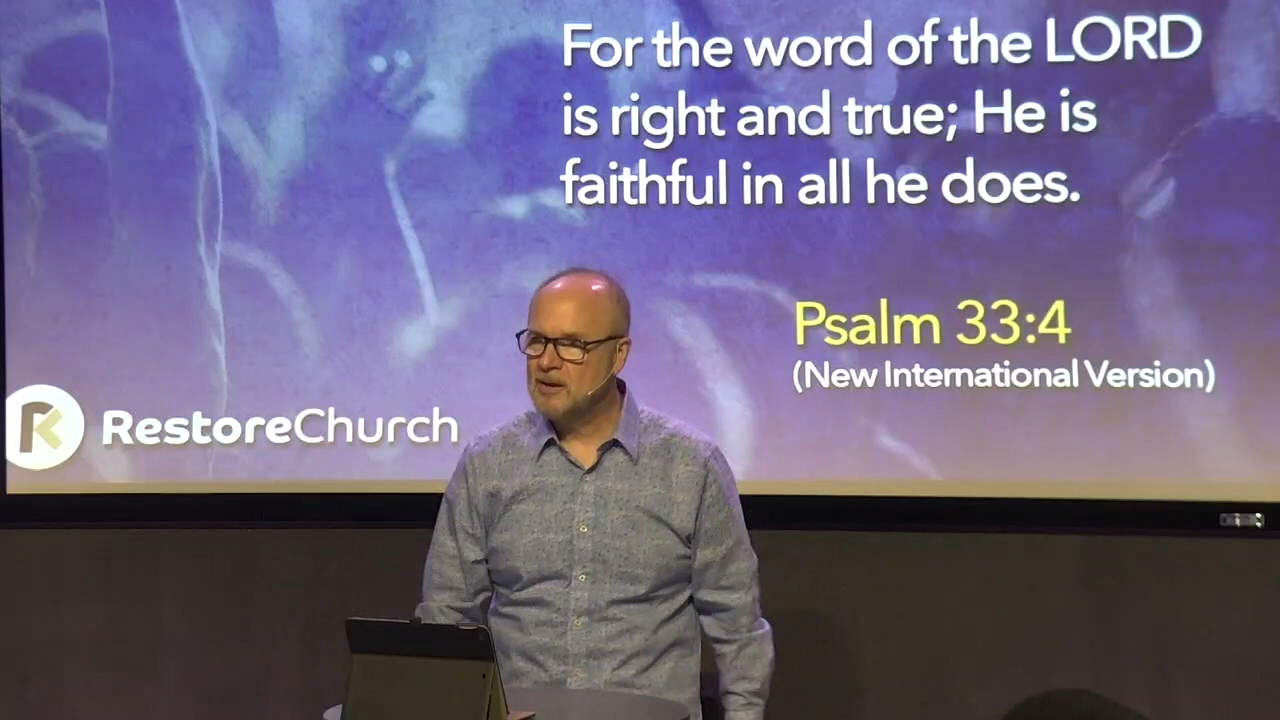 For the word of the LORD
is right and true; He is
faithful in all he does.
Psalm 33:4
(New International Version)
RestoreChurch